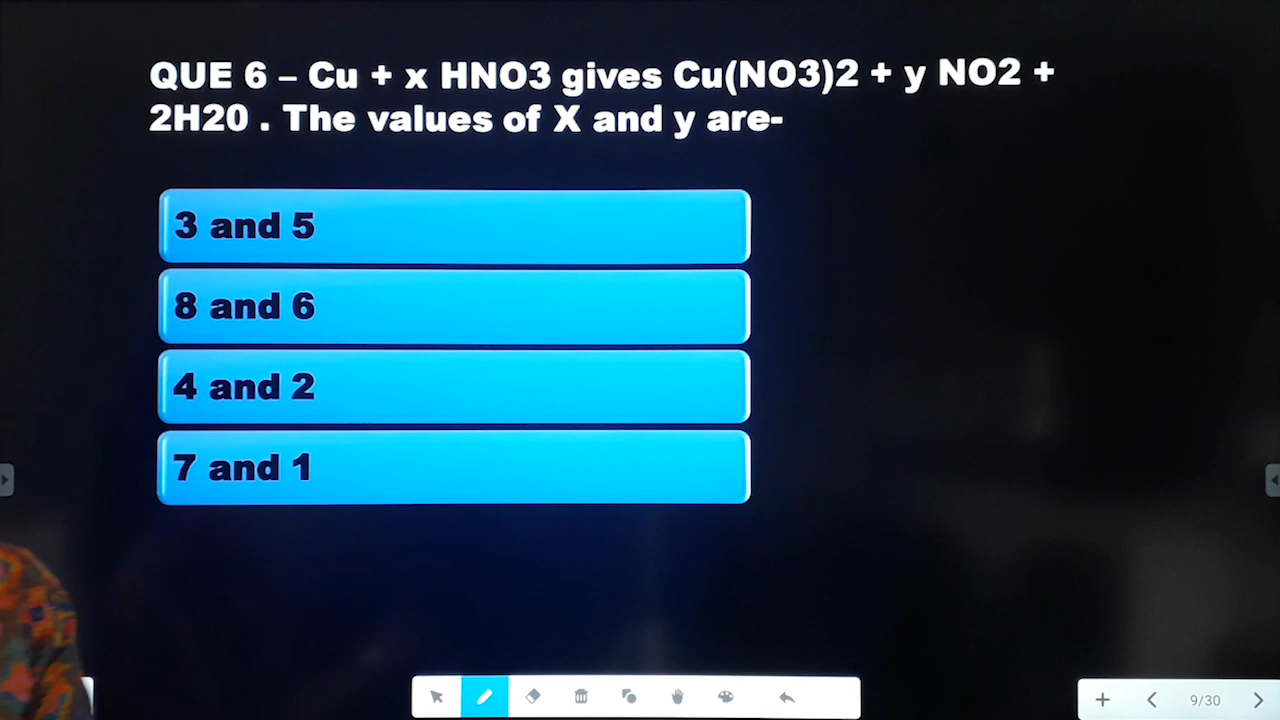 QUE 6 – Cu + x HNO3 gives Cu(NO3)2 + y NO2 +
2H20 . The values of X and y are-
3 and 5
8 and 6
4 and 2
7 and 1
9/30